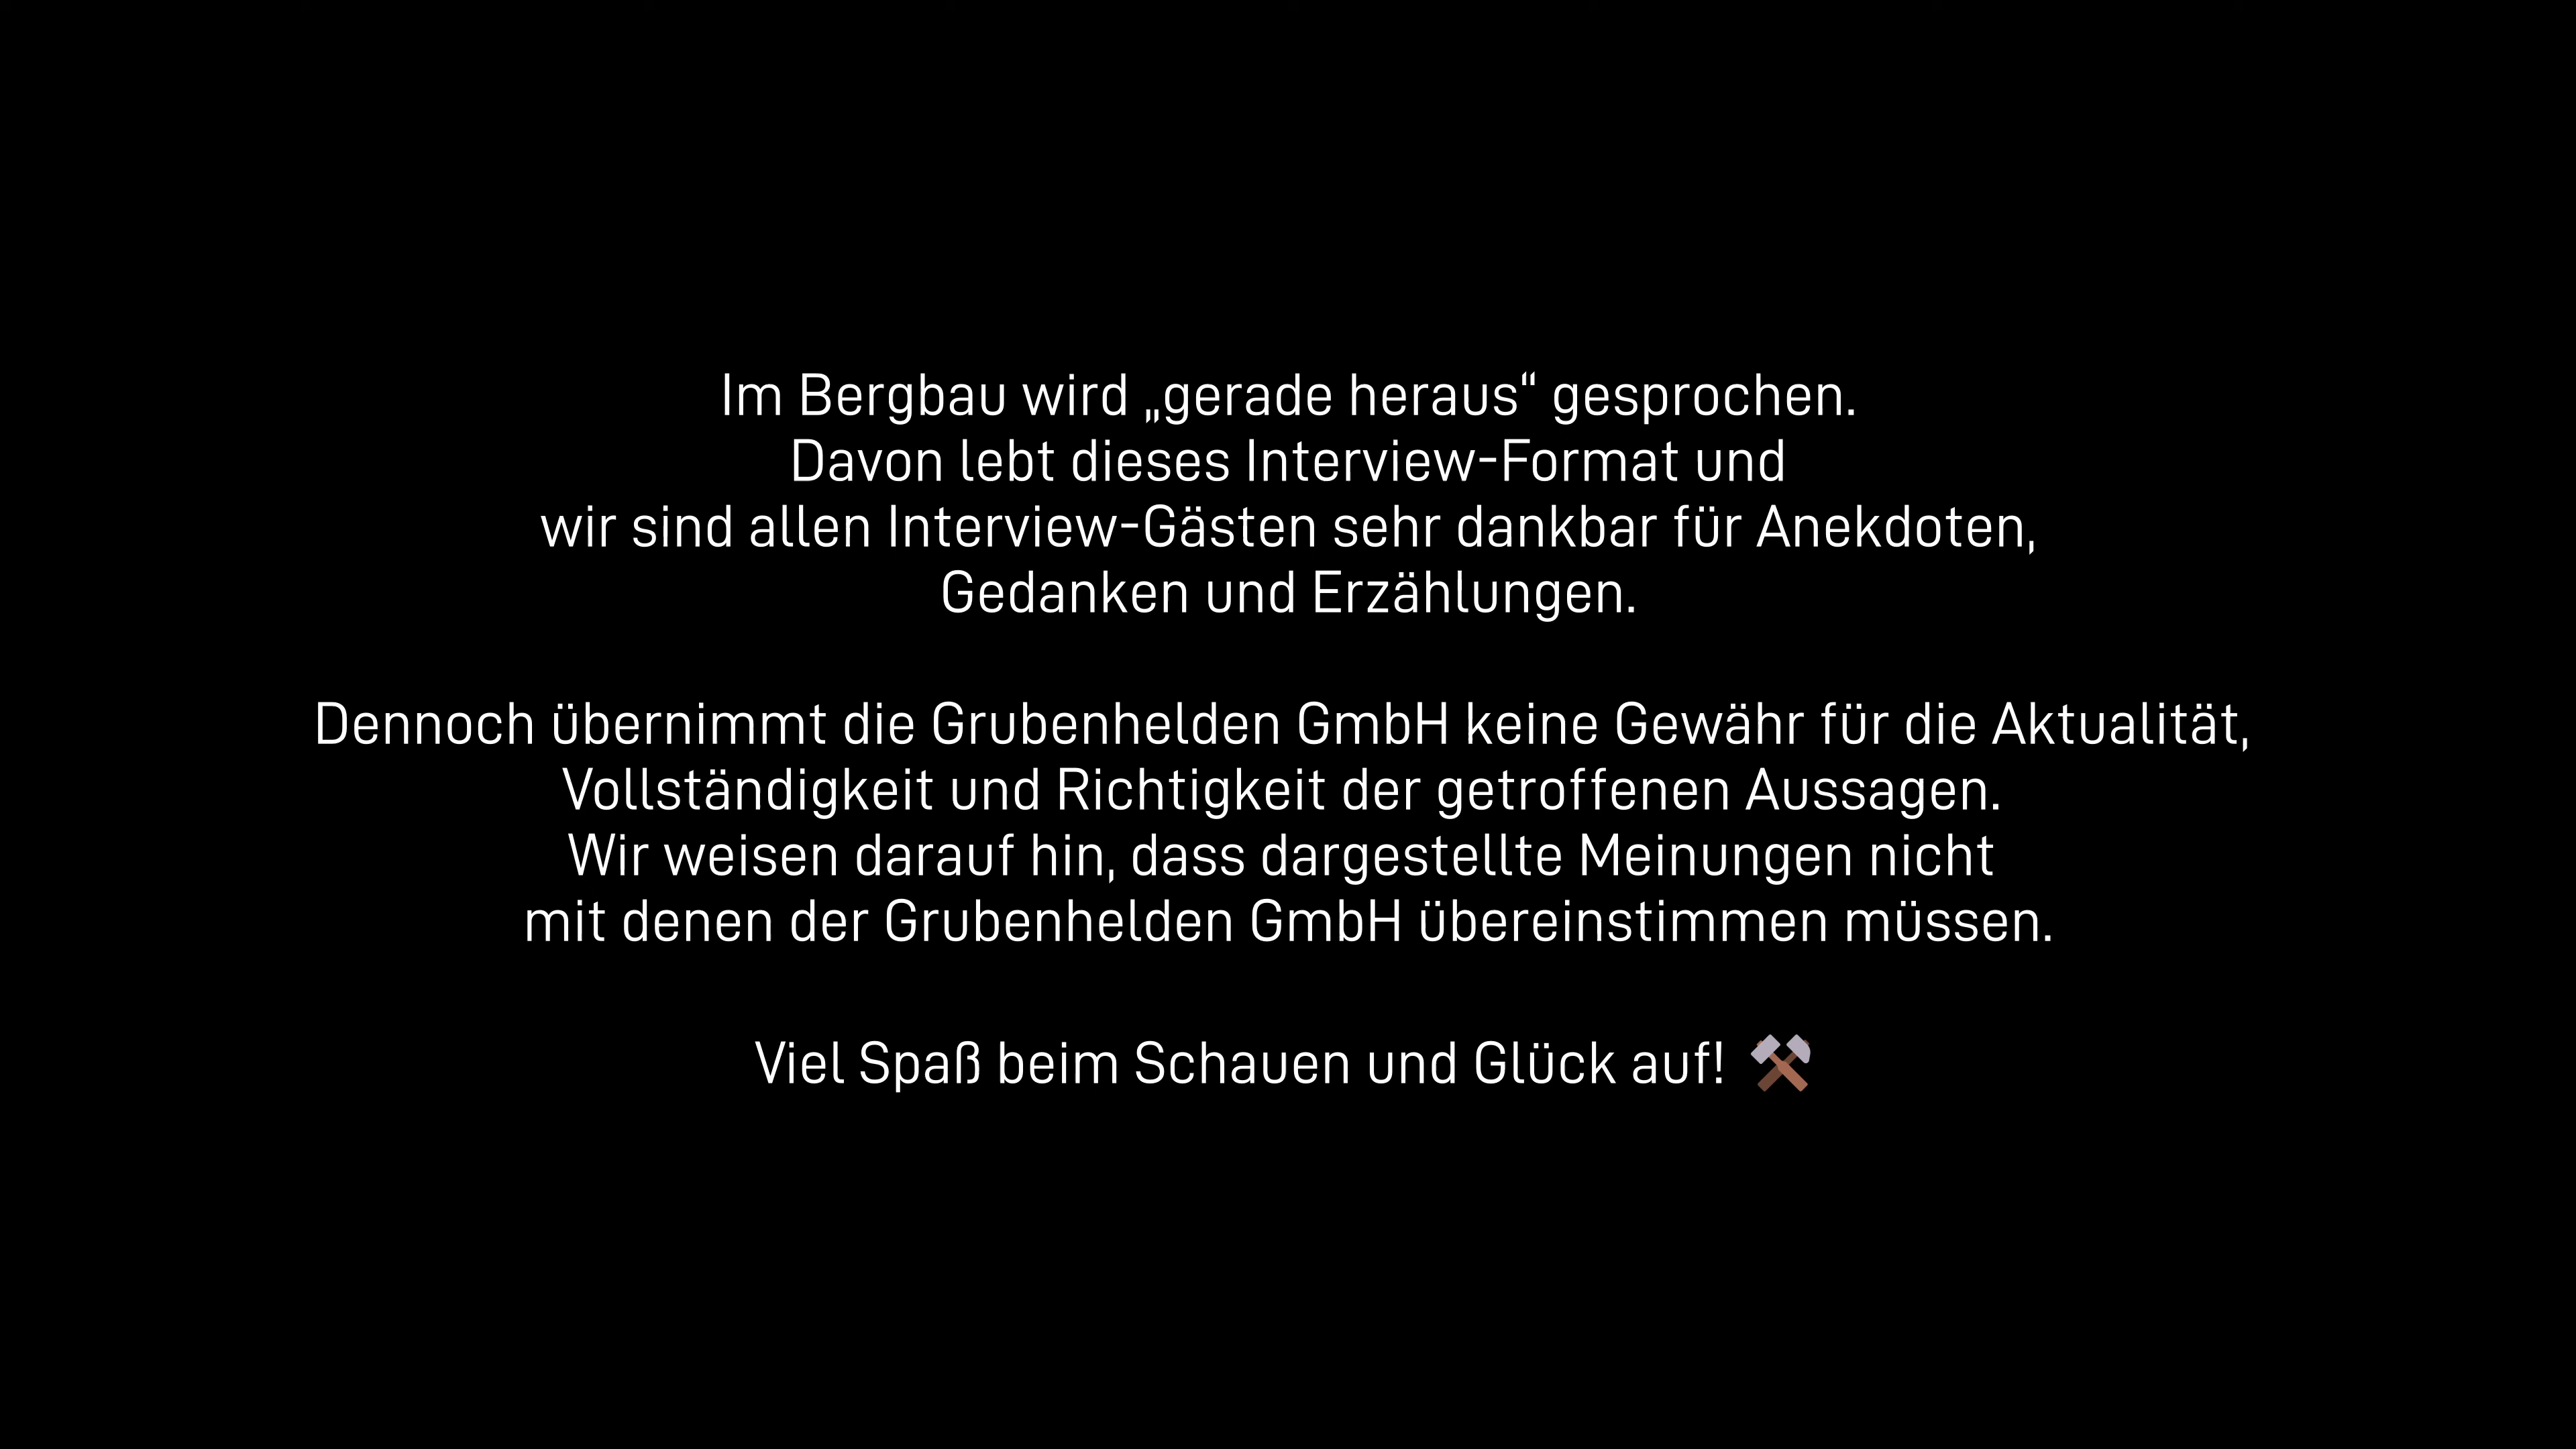 Im Bergbau wird „gerade heraus“ gesprochen.
Davon lebt dieses Interview-Format und
wir sind allen Interview-Gästen sehr dankbar für Anekdoten,
Gedanken und Erzählungen.
Dennoch übernimmt die Grubenhelden GmbH keine Gewähr für die Aktualität,
Vollständigkeit und Richtigkeit der getroffenen Aussagen.
Wir weisen darauf hin, dass dargestellte Meinungen nicht
mit denen der Grubenhelden GmbH übereinstimmen müssen.
Viel Spaß beim Schauen und Glück auf!